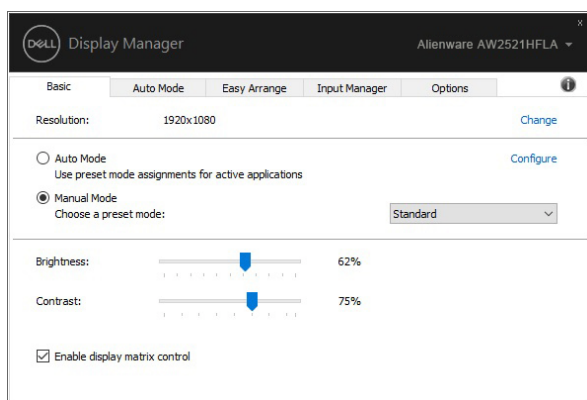 DELL Display Manager
Alienware AW2521HFLA
x
Basic
Auto Mode
Easy Arrange
Input Manager
Options
i
Resolution: 1920x1080 Change
Auto Mode Configure
Use preset mode assignments for active applications
Manual Mode
Choose a preset mode: Standard
Brightness: 62%
Contrast: 75%
Enable display matrix control